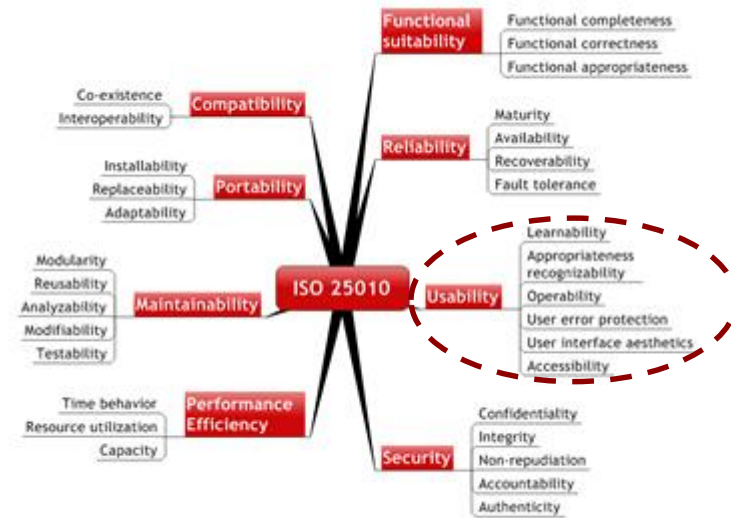 Functional
suitability
Functional completeness
Functional correctness
Functional appropriateness
Co-existence
Interoperability
Compatibility
Reliability
Maturity
Availability
Recoverability
Fault tolerance
Installability
Replaceability
Adaptability
Portability
ISO 25010
Usability
Learnability
Appropriateness
recognizability
Operability
User error protection
User interface aesthetics
Accessibility
Modularity
Reusability
Analyzability
Modifiability
Testability
Maintainability
Time behavior
Resource utilization
Capacity
Performance
Efficiency
Security
Confidentiality
Integrity
Non-repudiation
Accountability
Authenticity